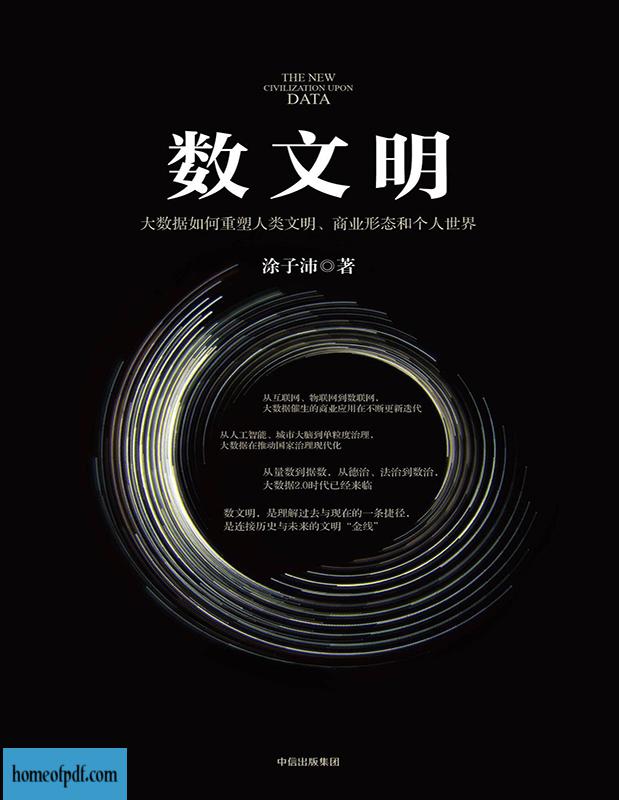 THE NEW
CIVILIZATION UPON
DATA
数文明
大数据如何重塑人类文明、商业形态和个人世界
涂子沛◎著
从互联网、物联网到数联网，
大数据催生的商业应用在不断更新迭代
从人工智能、城市大脑到单粒度治理，
大数据在推动国家治理现代化
从量数到据数，从德治、法治到数治，
大数据2.0时代已经来临
数文明，是理解过去与现在的一条捷径，
是连接历史与未来的文明“金线”
中信出版集团
homeofpdf.com